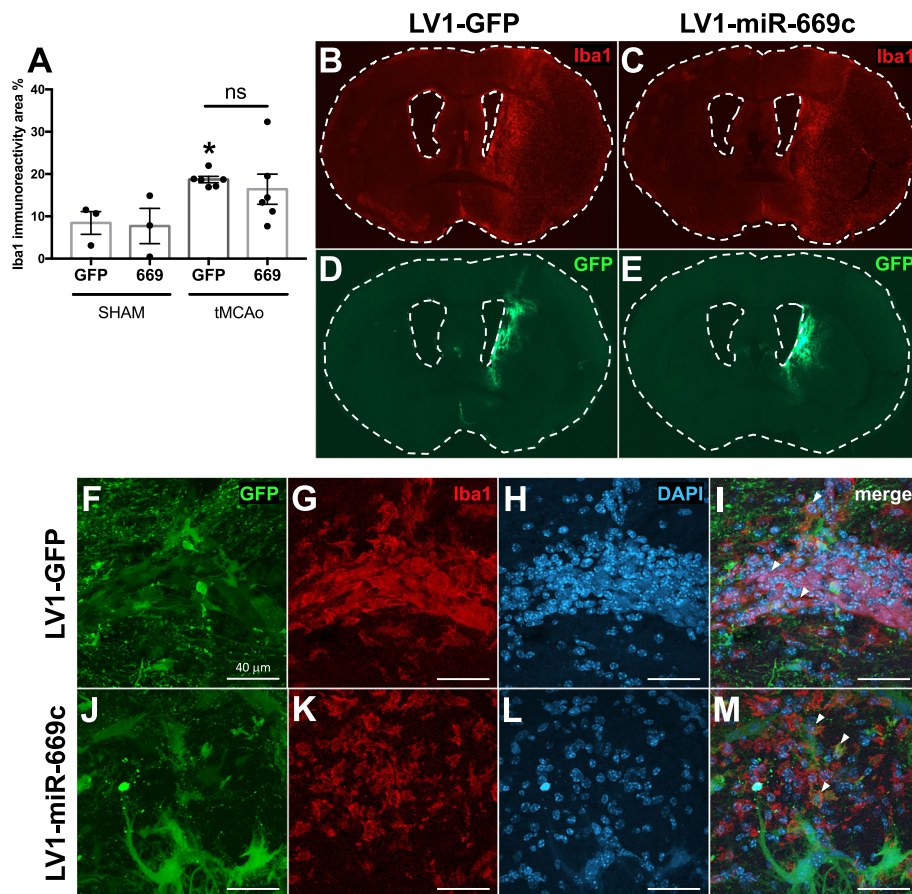 LV1-GFP LV1-miR-669c
A
Iba1 immunoreactivity area %
40
30
20
10
0
ns
*
GFP 669 GFP 669
SHAM tMCAo
B Iba1
C Iba1
D GFP
E GFP
LV1-GFP
F GFP
40 µm
G Iba1
H DAPI
I merge
LV1-miR-669c
J
K
L
M